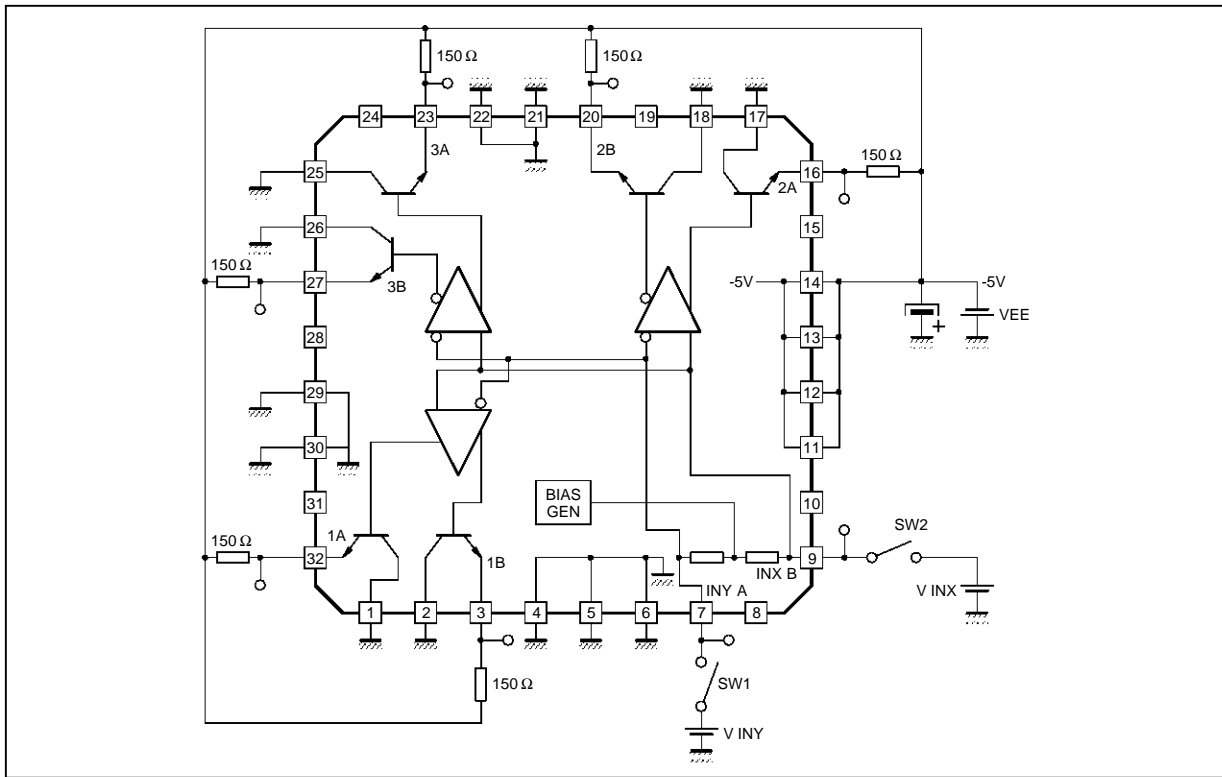 150 Ω 150 Ω
24 23 22 21 20 19 18 17
3A 2B
25 16 150 Ω
2A
26 15
150 Ω 27 3B -5V 14 -5V
VEE
+
28 13
29 12
30 11
31 BIAS GEN 10
1A SW2
150 Ω 32 1B INX B 9
INY A V INX
1 2 3 4 5 6 7 8
150 Ω SW1
V INY